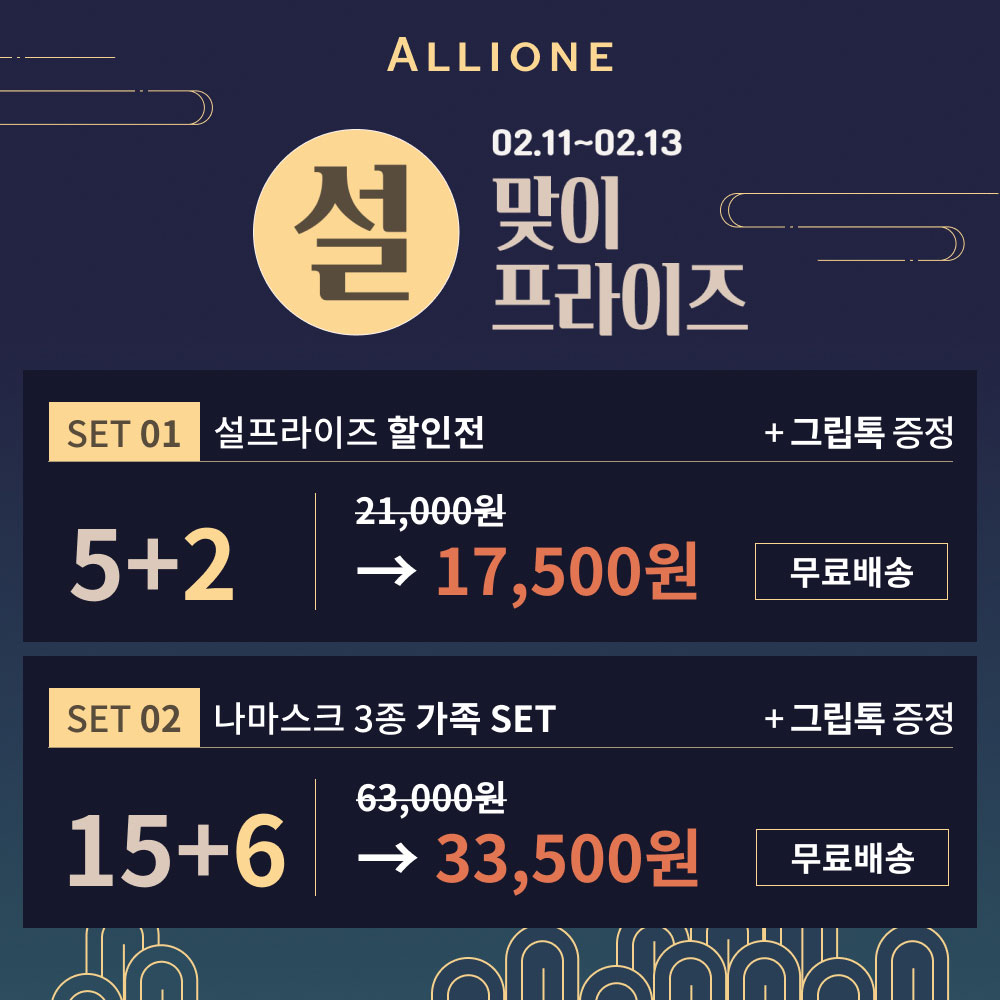 ALLIONE
설
02.11~02.13
맞이
프라이즈
SET 01 설프라이즈 할인전 + 그립톡 증정
5+2
21,000원
→ 17,500원
무료배송
SET 02 나마스크 3종 가족 SET + 그립톡 증정
15+6
63,000원
→ 33,500원
무료배송